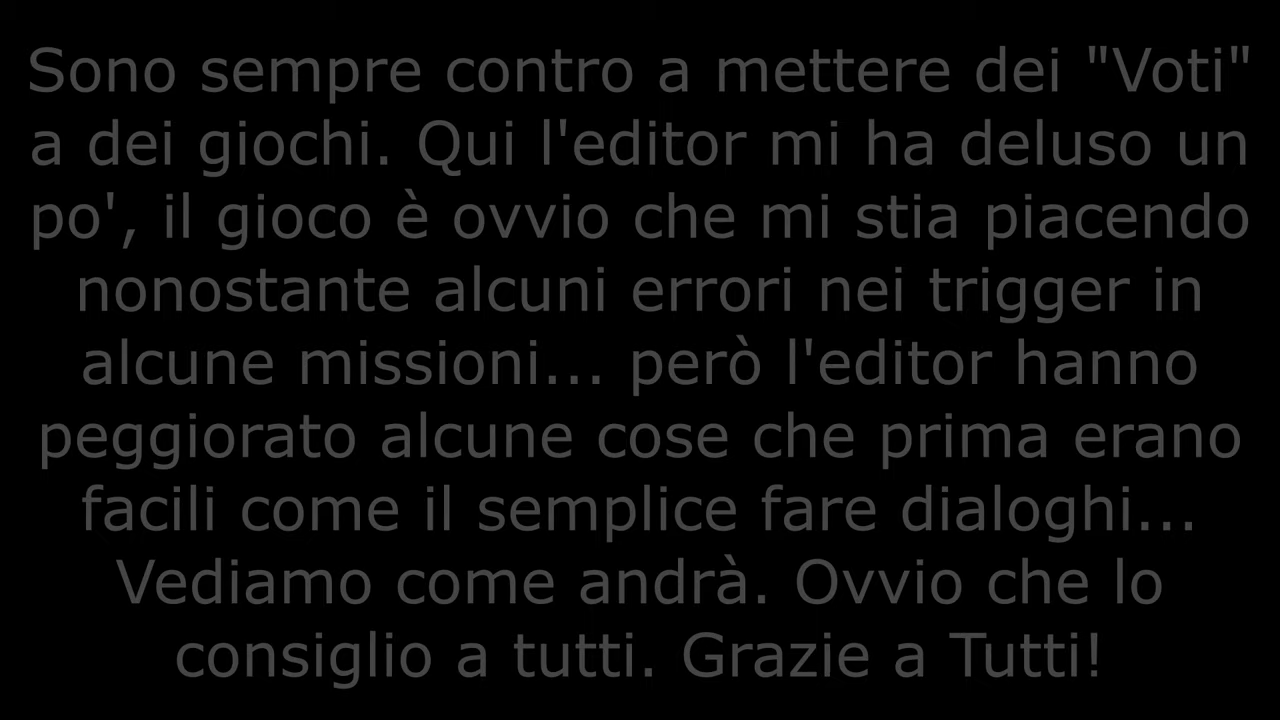 Sono sempre contro a mettere dei "Voti"
a dei giochi. Qui l'editor mi ha deluso un
po', il gioco è ovvio che mi stia piacendo
nonostante alcuni errori nei trigger in
alcune missioni... però l'editor hanno
peggiorato alcune cose che prima erano
facili come il semplice fare dialoghi...
Vediamo come andrà. Ovvio che lo
consiglio a tutti. Grazie a Tutti!